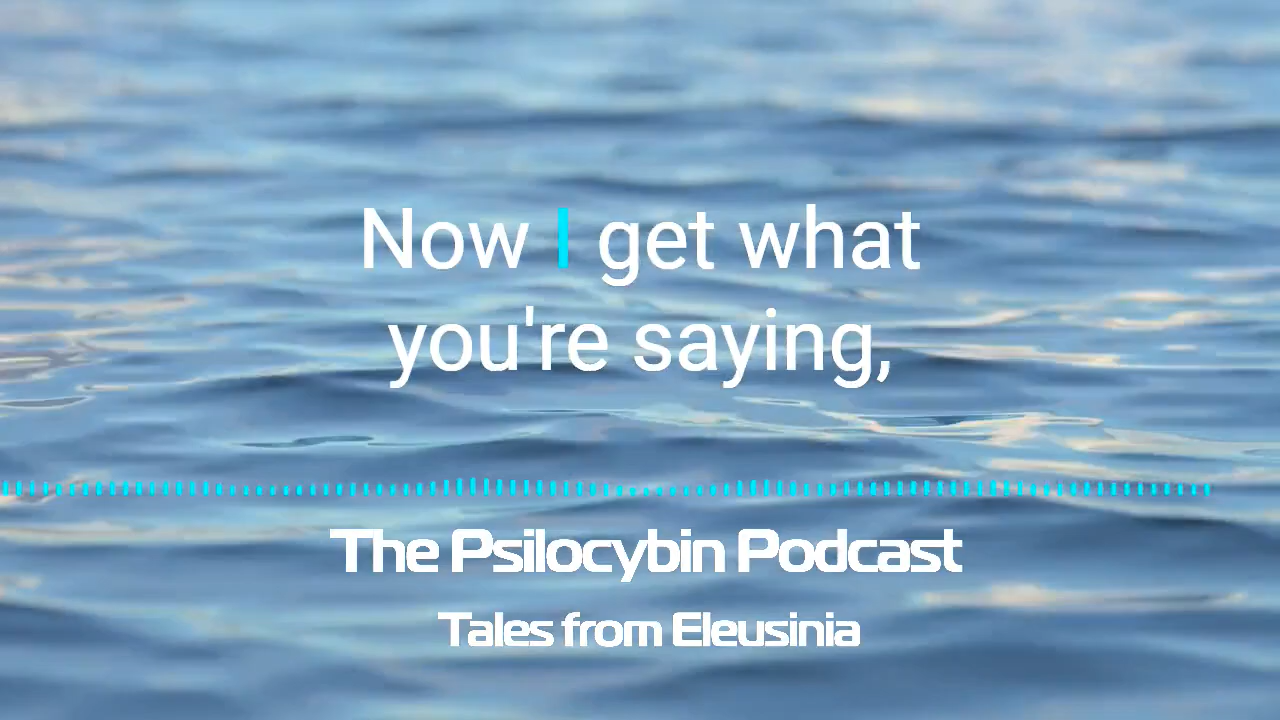 Now I get what
you're saying,
The Psilocybin Podcast
Tales from Eleusinia